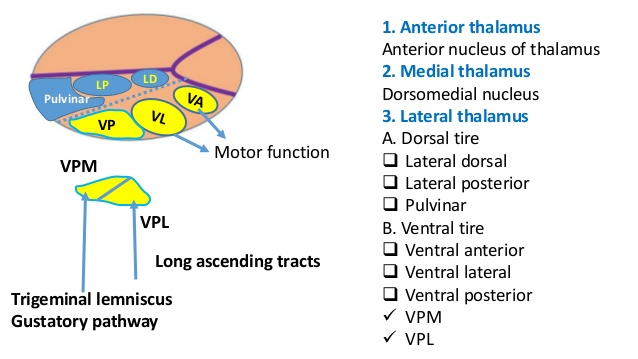 LP
LD
Pulvinar
VP
VL
VA
Motor function
VPM
VPL
Long ascending tracts
Trigeminal lemniscus
Gustatory pathway
1. Anterior thalamus
Anterior nucleus of thalamus
2. Medial thalamus
Dorsomedial nucleus
3. Lateral thalamus
A. Dorsal tire
❑ Lateral dorsal
❑ Lateral posterior
❑ Pulvinar
B. Ventral tire
❑ Ventral anterior
❑ Ventral lateral
❑ Ventral posterior
✓ VPM
✓ VPL